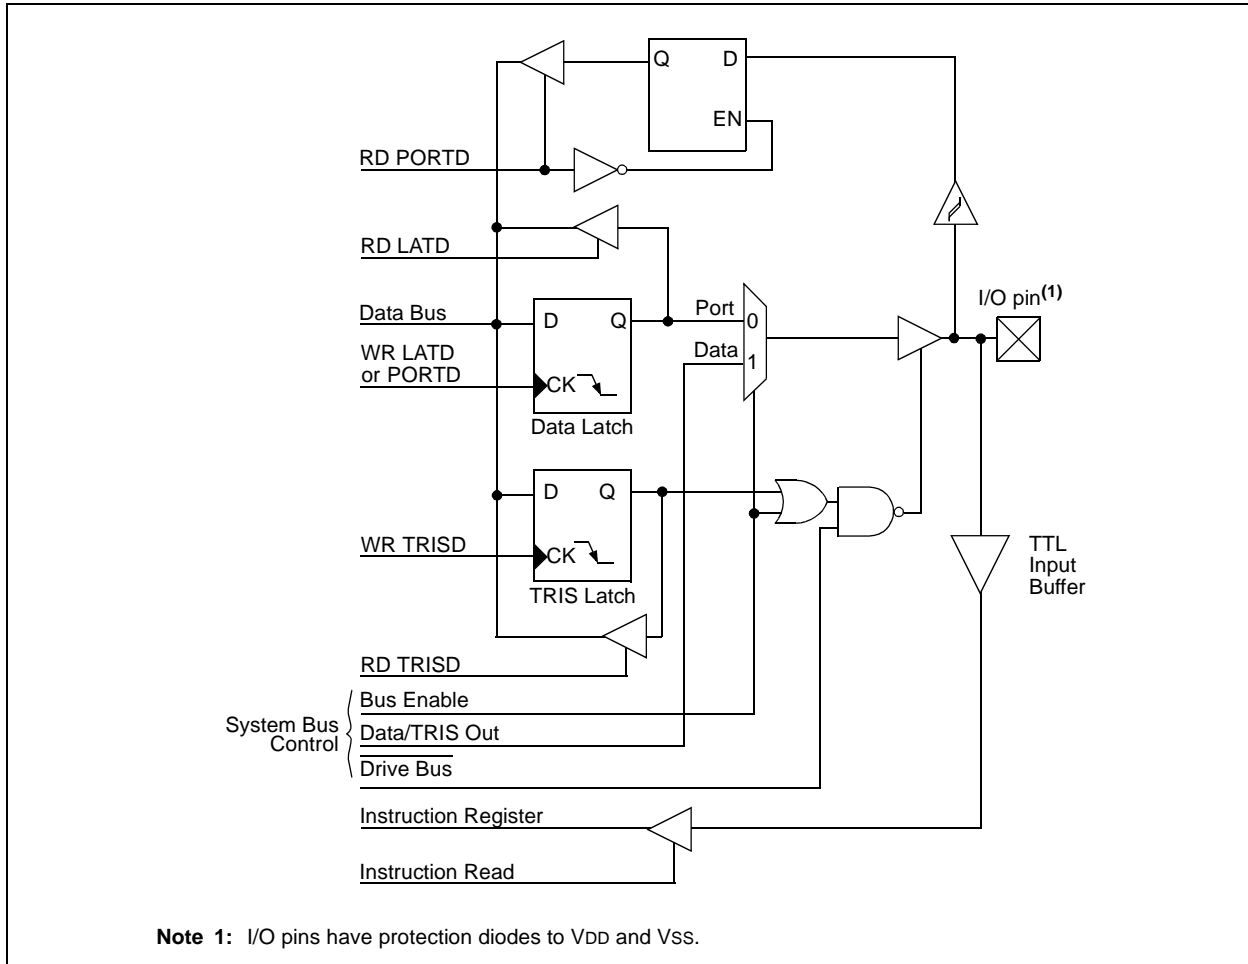 Q D
EN
RD PORTD
RD LATD
I/O pin(1)
Port
Data Bus
D Q
0
Data
WR LATD
or PORTD
1
CK
Data Latch
D Q
WR TRISD
CK
TTL
Input
Buffer
TRIS Latch
RD TRISD
Bus Enable
System Bus
Control
Data/TRIS Out
Drive Bus
Instruction Register
Instruction Read
Note 1: I/O pins have protection diodes to VDD and VSS.